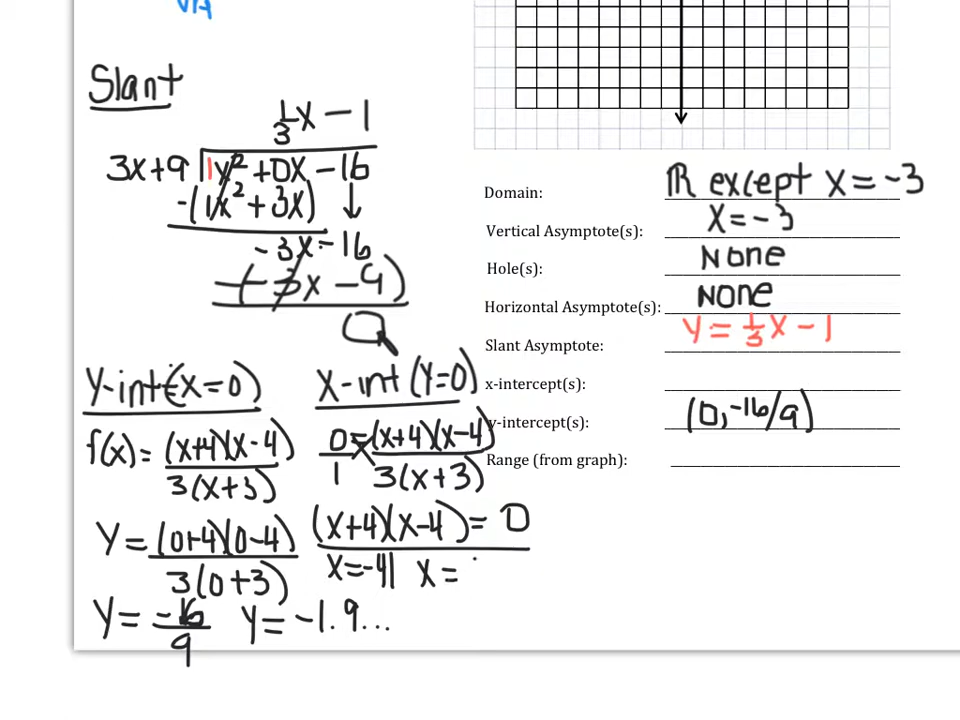 VA
Slant
1/3 x - 1
3x+9 | 1x² + 0x - 16
-(1x² + 3x) ↓
- 3x - 16
-(-3x - 9)
Domain: ℝ except x = -3
Vertical Asymptote(s): x = -3
Hole(s): None
Horizontal Asymptote(s): None
Slant Asymptote: y = 1/3 x - 1
x-intercept(s):
y-intercept(s): (0, -16/9)
Range (from graph):
Y-int (x=0)
f(x) = (x+4)(x-4) / 3(x+3)
Y = (0+4)(0-4) / 3(0+3)
Y = -16/9 Y = -1.9...
X-int (Y=0)
0/1 = (x+4)(x-4) / 3(x+3)
(x+4)(x-4) = 0
x = -4 | x =